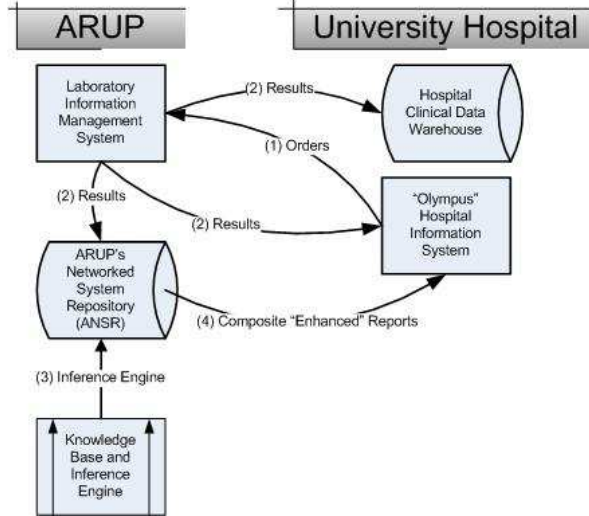 ARUP
University Hospital
Laboratory
Information
Management
System
(2) Results
Hospital
Clinical Data
Warehouse
(1) Orders
(2) Results
(2) Results
"Olympus"
Hospital
Information
System
ARUP's
Networked
System
Repository
(ANSR)
(4) Composite "Enhanced" Reports
(3) Inference Engine
Knowledge
Base and
Inference
Engine